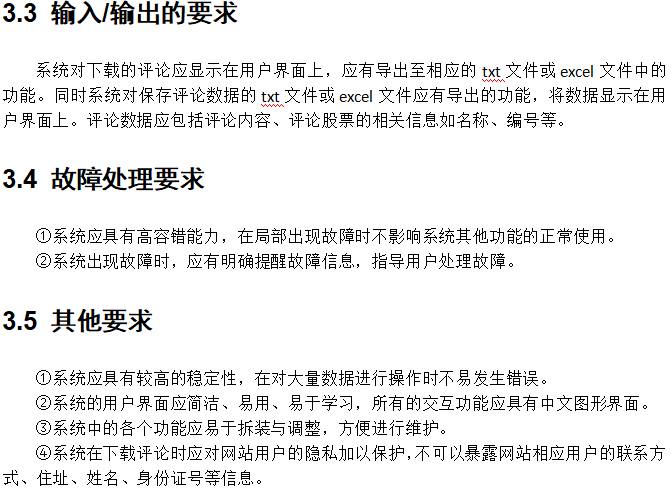 3.3 输入/输出的要求
系统对下载的评论应显示在用户界面上，应有导出至相应的 txt 文件或 excel 文件中的
功能。同时系统对保存评论数据的 txt 文件或 excel 文件应有导出的功能，将数据显示在用
户界面上。评论数据应包括评论内容、评论股票的相关信息如名称、编号等。
3.4 故障处理要求
①系统应具有高容错能力，在局部出现故障时不影响系统其他功能的正常使用。
②系统出现故障时，应有明确提醒故障信息，指导用户处理故障。
3.5 其他要求
①系统应具有较高的稳定性，在对大量数据进行操作时不易发生错误。
②系统的用户界面应简洁、易用、易于学习，所有的交互功能应具有中文图形界面。
③系统中的各个功能应易于拆装与调整，方便进行维护。
④系统在下载评论时应对网站用户的隐私加以保护,不可以暴露网站相应用户的联系方
式、住址、姓名、身份证号等信息。